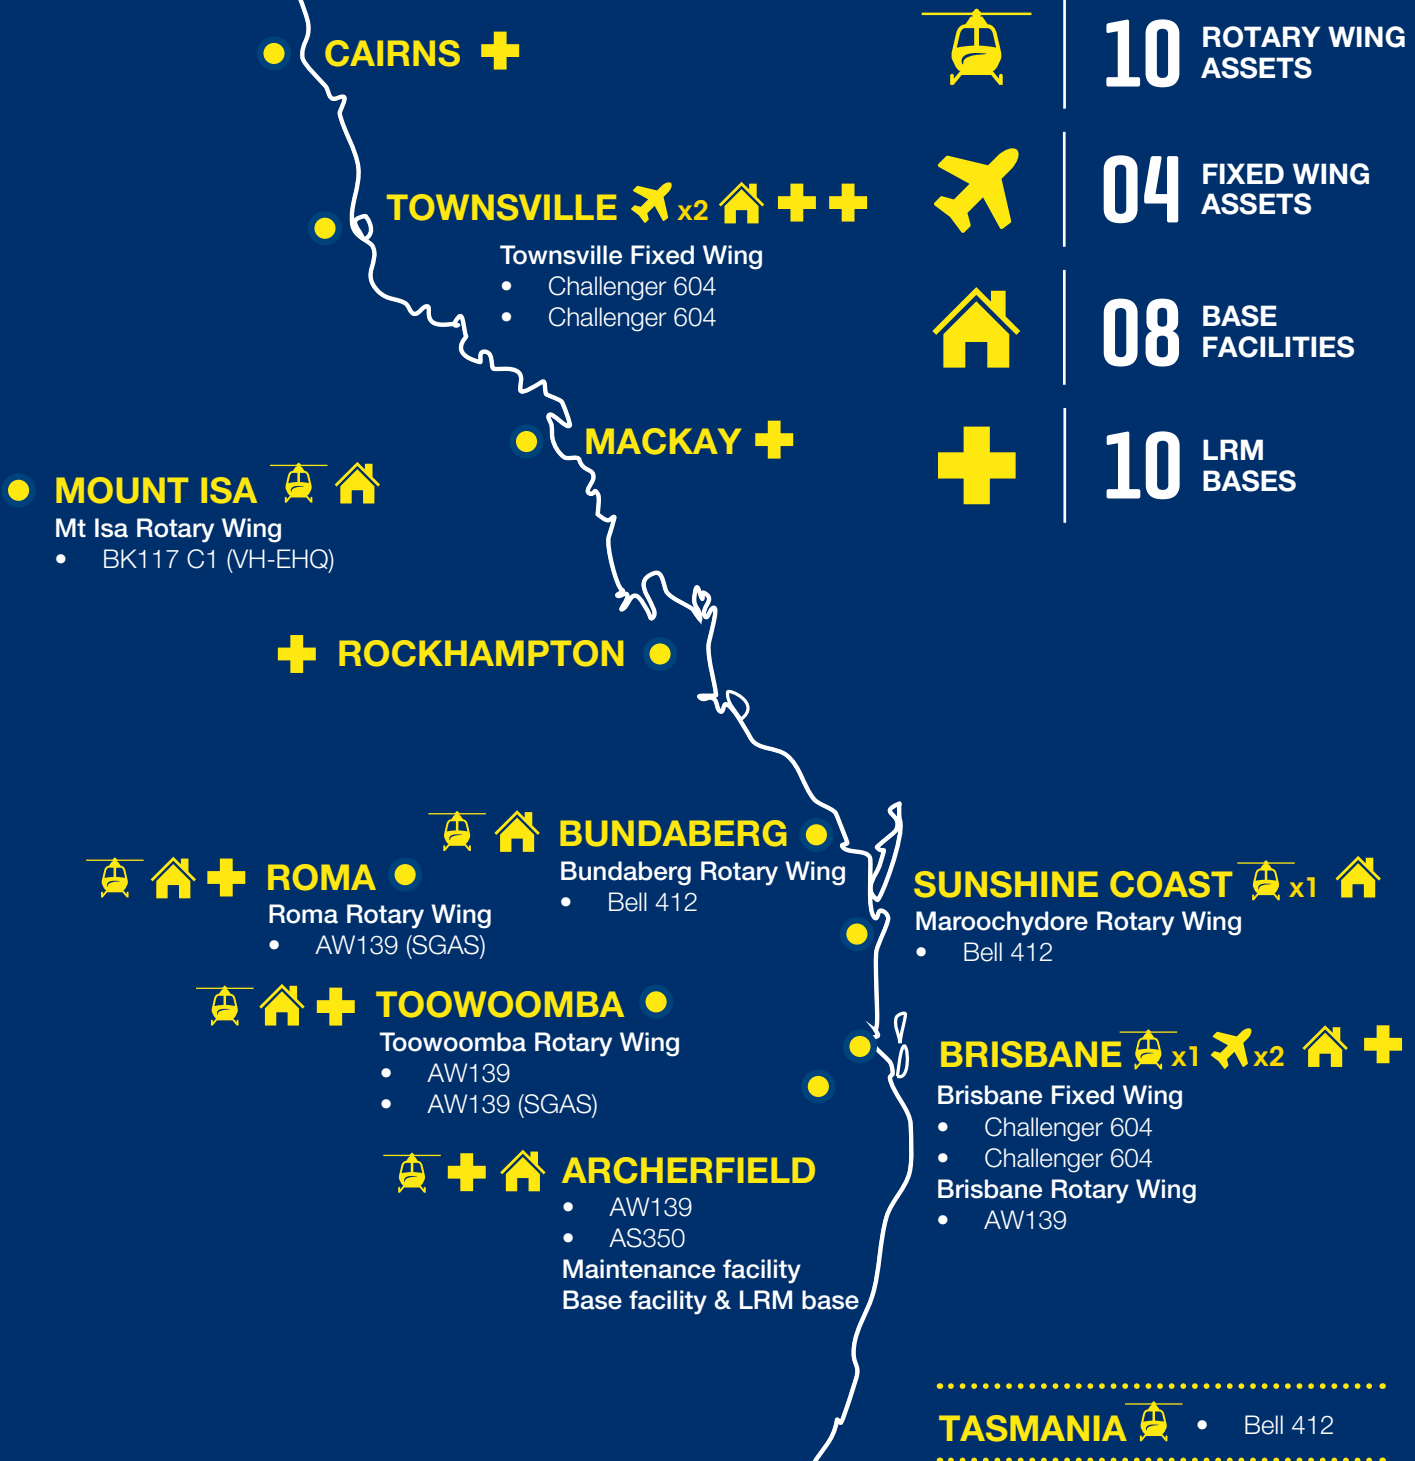 CAIRNS
10 ROTARY WING
ASSETS
04 FIXED WING
ASSETS
08 BASE
FACILITIES
10 LRM
BASES
TOWNSVILLE x2
Townsville Fixed Wing
• Challenger 604
• Challenger 604
MACKAY
MOUNT ISA
Mt Isa Rotary Wing
• BK117 C1 (VH-EHQ)
ROCKHAMPTON
BUNDABERG
Bundaberg Rotary Wing
• Bell 412
ROMA
Roma Rotary Wing
• AW139 (SGAS)
SUNSHINE COAST x1
Maroochydore Rotary Wing
• Bell 412
TOOWOOMBA
Toowoomba Rotary Wing
• AW139
• AW139 (SGAS)
BRISBANE x1 x2
Brisbane Fixed Wing
• Challenger 604
• Challenger 604
Brisbane Rotary Wing
• AW139
ARCHERFIELD
• AW139
• AS350
Maintenance facility
Base facility & LRM base
TASMANIA • Bell 412